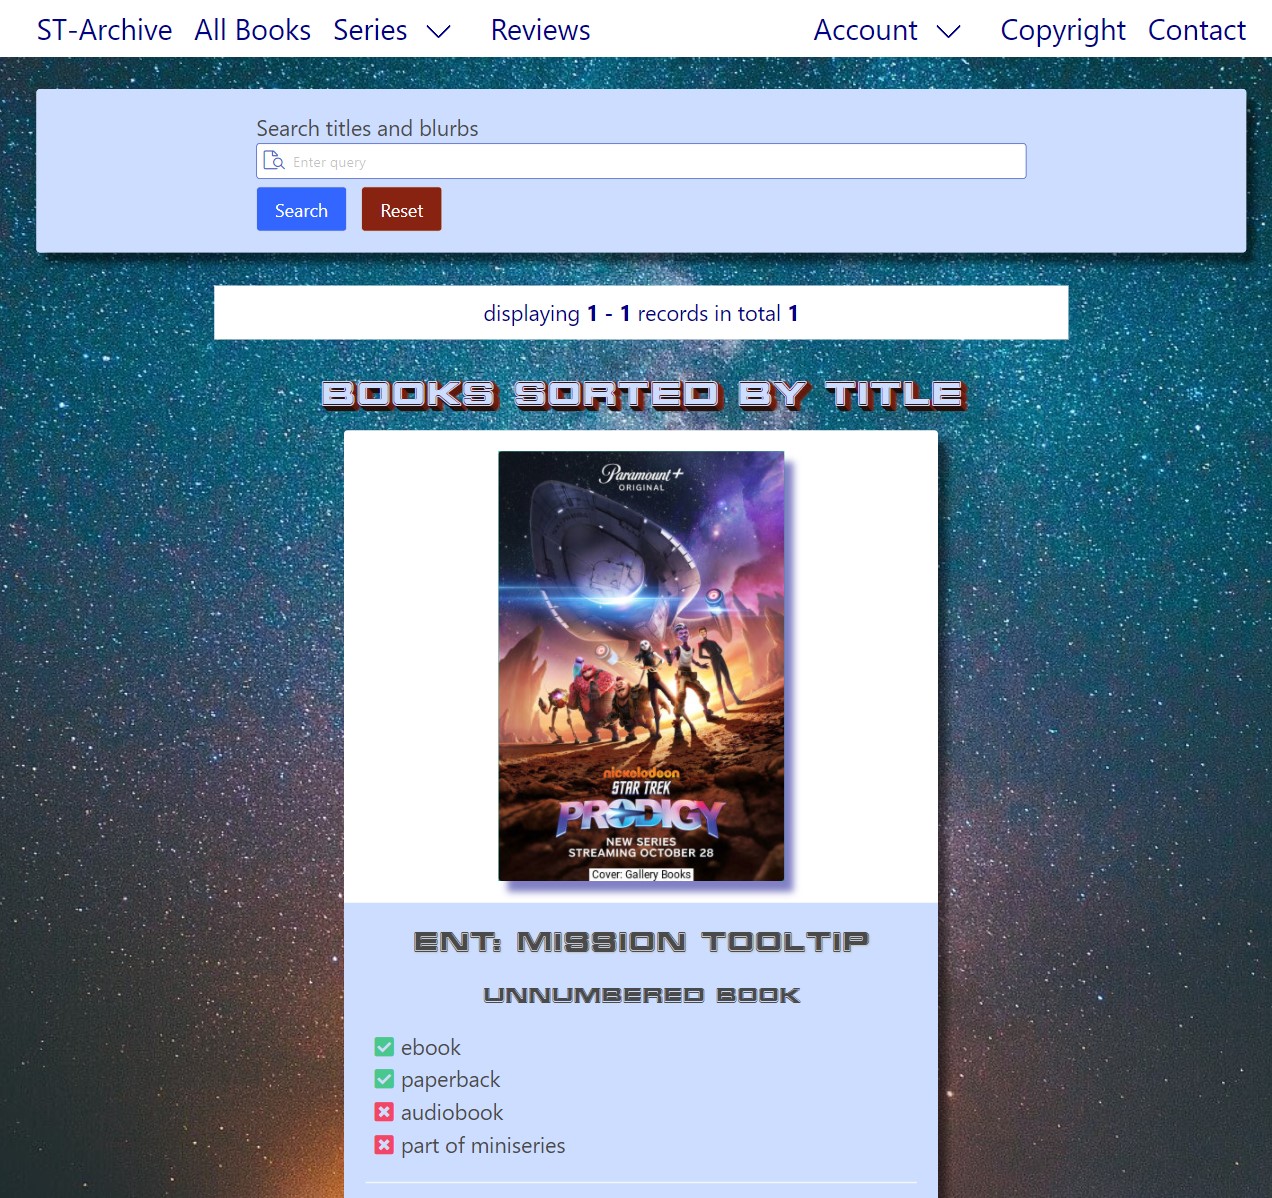 ST-Archive All Books Series Reviews Account Copyright Contact
Search titles and blurbs
Enter query
Search Reset
displaying 1 - 1 records in total 1
BOOKS SORTED BY TITLE
Paramount+
ORIGINAL
nickelodeon
STAR TREK
PRODIGY
NEW SERIES
STREAMING OCTOBER 28
Cover: Gallery Books
ENT: MISSION TOOLTIP
UNNUMBERED BOOK
ebook
paperback
audiobook
part of miniseries